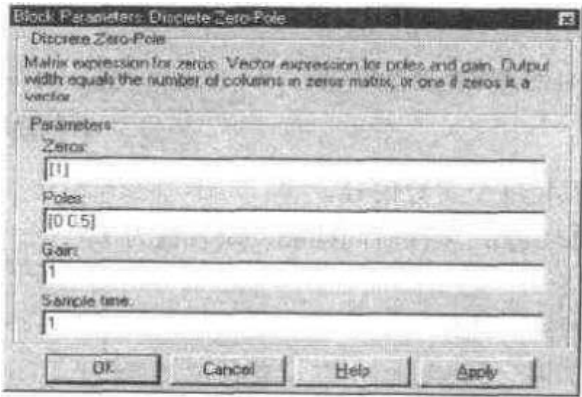 Block Parameters: Discrete Zero-Pole
Discrete Zero-Pole
Matrix expression for zeros. Vector expression for poles and gain. Output
width equals the number of columns in zeros matrix, or one if zeros is a
vector.
Parameters
Zeros:
[1]
Poles:
[0 0.5]
Gain:
1
Sample time:
1
OK
Cancel
Help
Apply